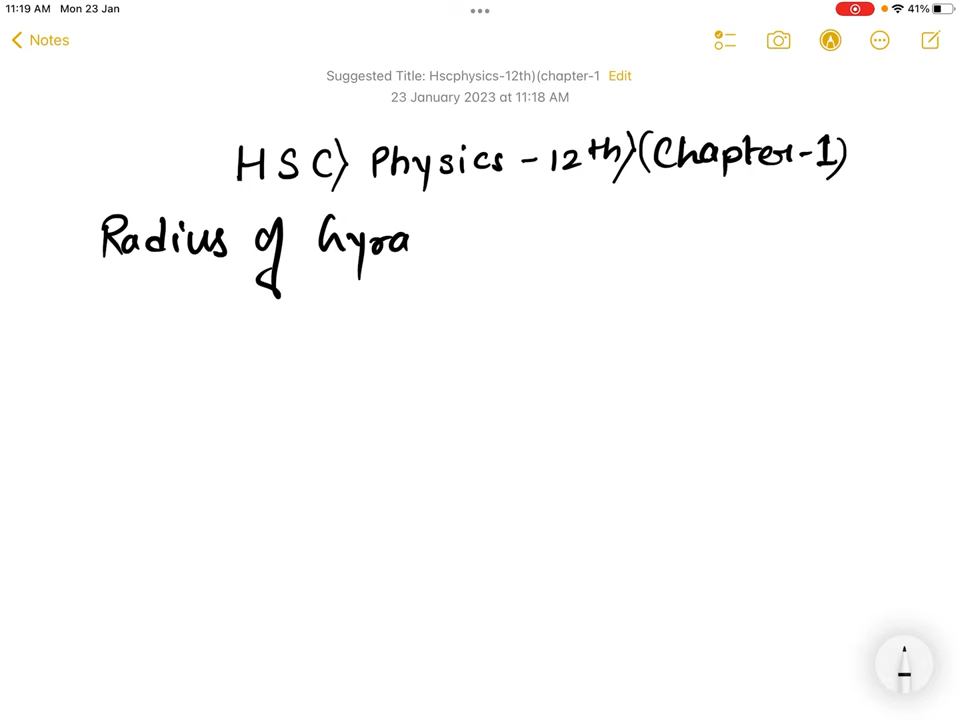 11:19 AM Mon 23 Jan 41%
Notes
Suggested Title: Hscphysics-12th)(chapter-1 Edit
23 January 2023 at 11:18 AM
HSC) Physics - 12th)(Chapter-1)
Radius of Gyra